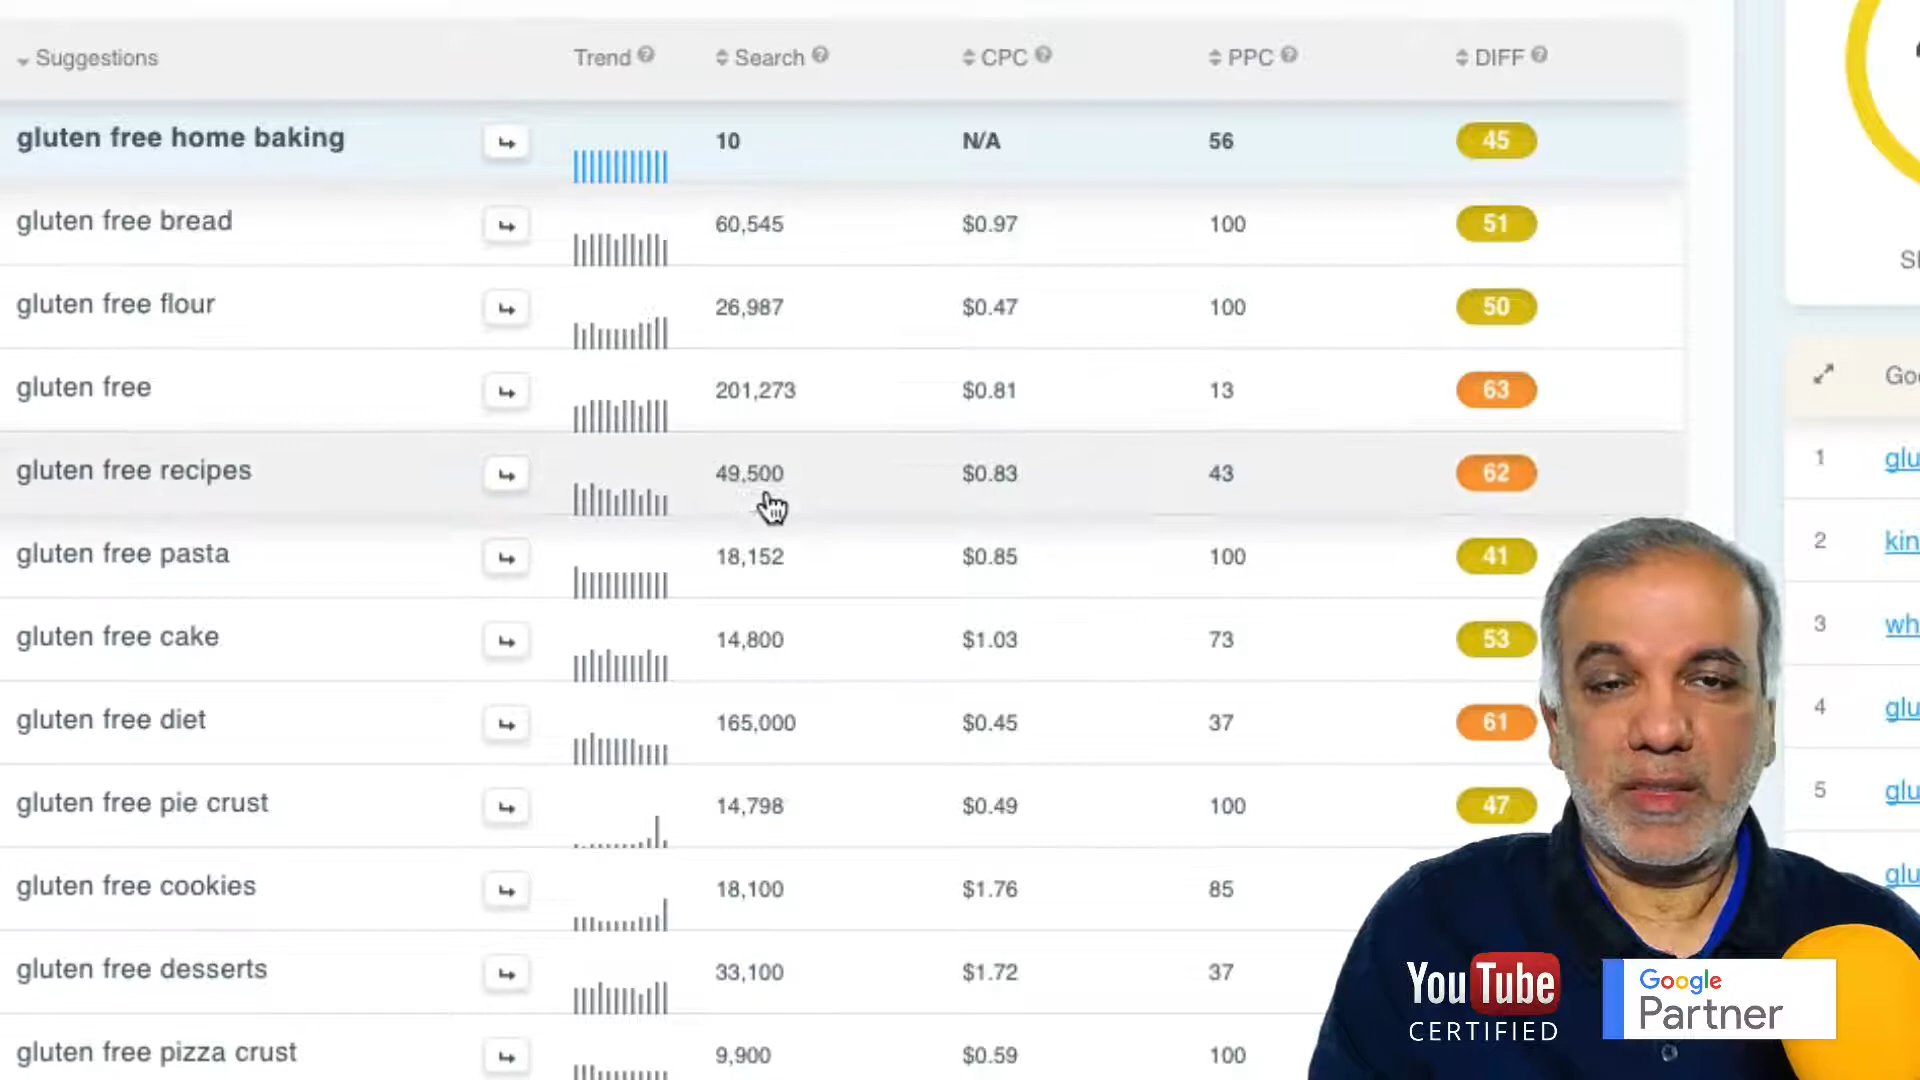 Suggestions Trend Search CPC PPC DIFF
gluten free home baking 10 N/A 56 45
gluten free bread 60,545 $0.97 100 51
gluten free flour 26,987 $0.47 100 50
gluten free 201,273 $0.81 13 63
gluten free recipes 49,500 $0.83 43 62
gluten free pasta 18,152 $0.85 100 41
gluten free cake 14,800 $1.03 73 53
gluten free diet 165,000 $0.45 37 61
gluten free pie crust 14,798 $0.49 100 47
gluten free cookies 18,100 $1.76 85
gluten free desserts 33,100 $1.72 37
gluten free pizza crust 9,900 $0.59 100
1 glu
2 kin
3 wh
4 glu
5 glu
glu
YouTube
CERTIFIED
Google
Partner